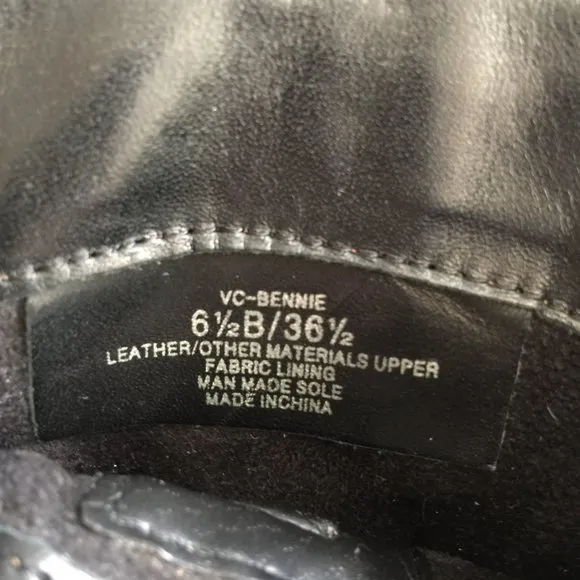 VC-BENNIE
6½B/36½
LEATHER/OTHER MATERIALS UPPER
FABRIC LINING
MAN MADE SOLE
MADE INCHINA